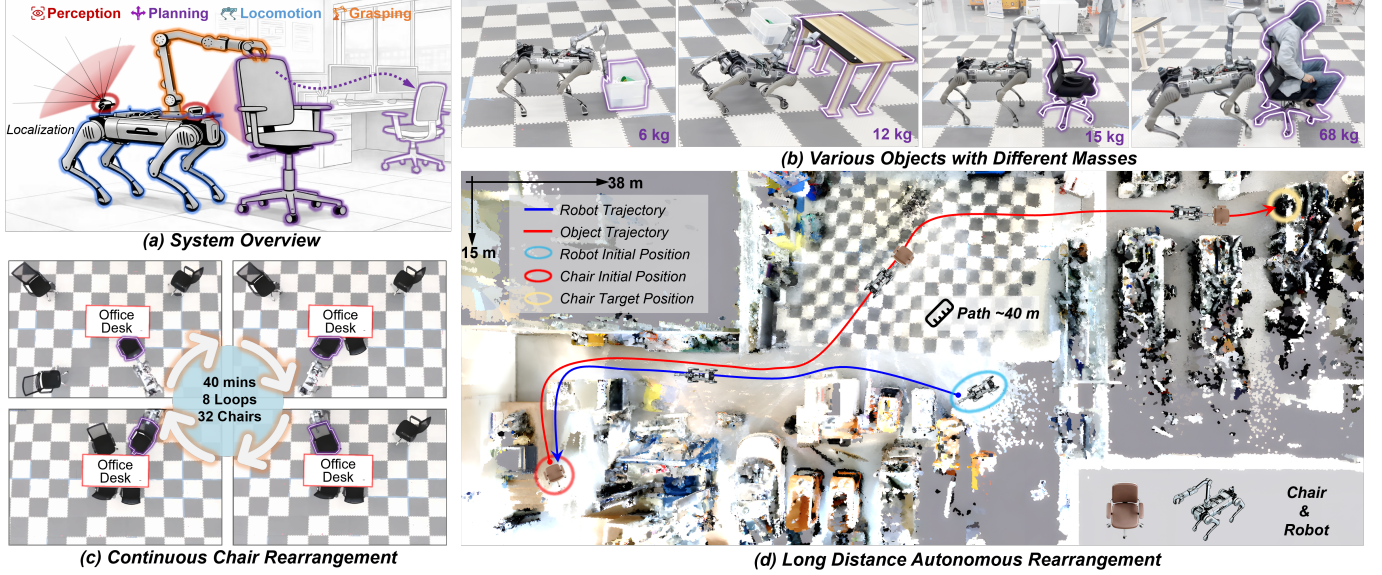 Perception
Planning
Locomotion
Grasping
Localization
(a) System Overview
6 kg
12 kg
15 kg
68 kg
(b) Various Objects with Different Masses
Office
Desk
Office
Desk
40 mins
8 Loops
32 Chairs
Office
Desk
Office
Desk
(c) Continuous Chair Rearrangement
38 m
15 m
Robot Trajectory
Object Trajectory
Robot Initial Position
Chair Initial Position
Chair Target Position
Path ~40 m
Chair
&
Robot
(d) Long Distance Autonomous Rearrangement